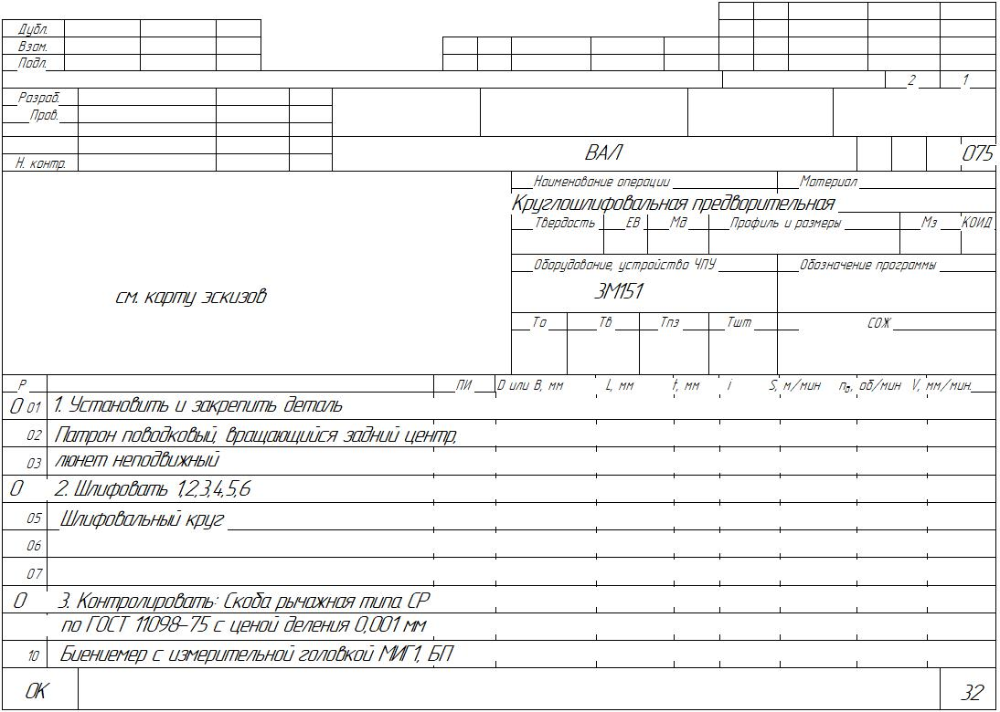 Дубл.
Взам.
Подл.
2 1
Разраб.
Пров.
ВАЛ 075
Н. контр.
Наименование операции Материал
Круглошлифовальная предворительная
Твердость ЕВ Мд Профиль и размеры Мз КОИД
Оборудование, устройство ЧПУ Обозначение программы
3М151
см. карту эскизов
То Тв Тпз Тшт СОЖ
Р ПИ D или В, мм L, мм t, мм i S, м/мин nд, об/мин V, мм/мин.
О 01 1. Установить и закрепить деталь
02 Патрон поводковый, вращающийся задний центр,
03 люнет неподвижный
О 2. Шлифовать 1,2,3,4,5,6
05 Шлифовальный круг
06
07
О 3. Контролировать: Скоба рычажная типа СР
по ГОСТ 11098-75 с ценой деления 0,001 мм
10 Биениемер с измерительной головкой МИГ1, БП
ОК 32